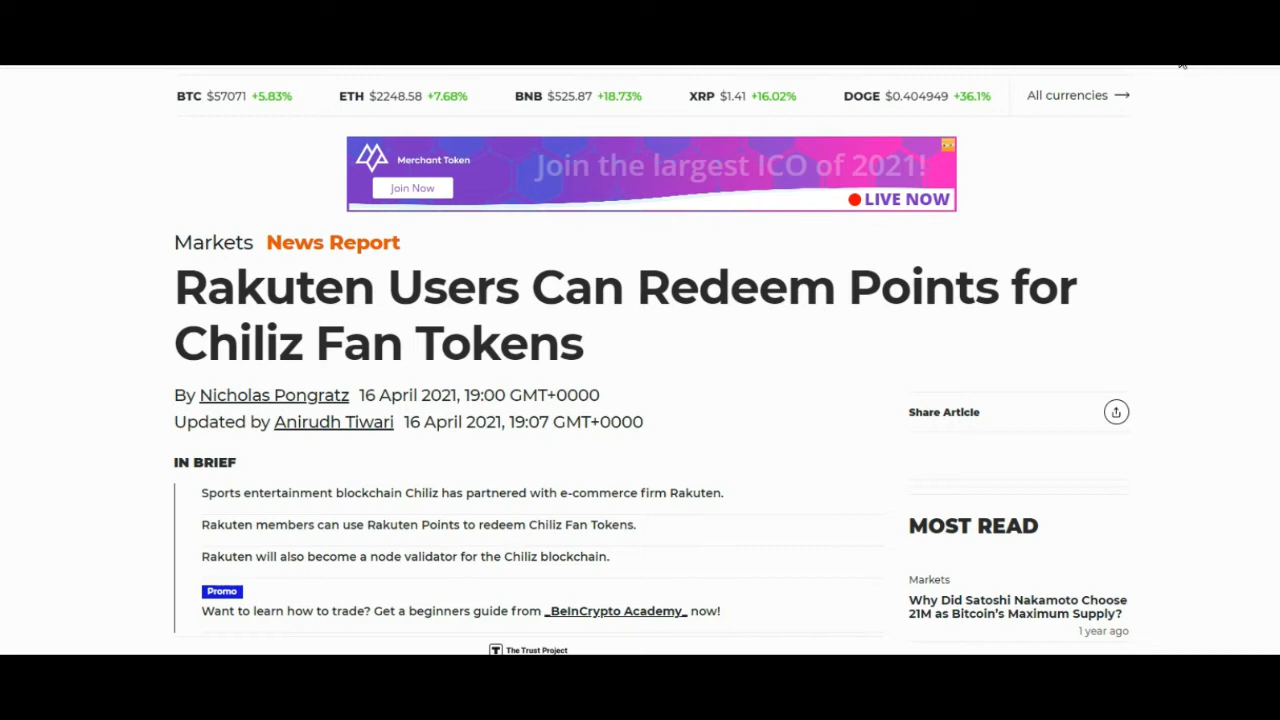 BTC $57071 +5.83% ETH $2248.58 +7.68% BNB $525.87 +18.73% XRP $1.41 +16.02% DOGE $0.404949 +36.1% All currencies →
Merchant Token
Join the largest ICO of 2021!
Join Now
LIVE NOW
Markets News Report
Rakuten Users Can Redeem Points for
Chiliz Fan Tokens
By Nicholas Pongratz 16 April 2021, 19:00 GMT+0000
Updated by Anirudh Tiwari 16 April 2021, 19:07 GMT+0000
Share Article
IN BRIEF
Sports entertainment blockchain Chiliz has partnered with e-commerce firm Rakuten.
Rakuten members can use Rakuten Points to redeem Chiliz Fan Tokens.
Rakuten will also become a node validator for the Chiliz blockchain.
Promo
Want to learn how to trade? Get a beginners guide from _BeInCrypto Academy_ now!
T The Trust Project
MOST READ
Markets
Why Did Satoshi Nakamoto Choose
21M as Bitcoin's Maximum Supply?
1 year ago